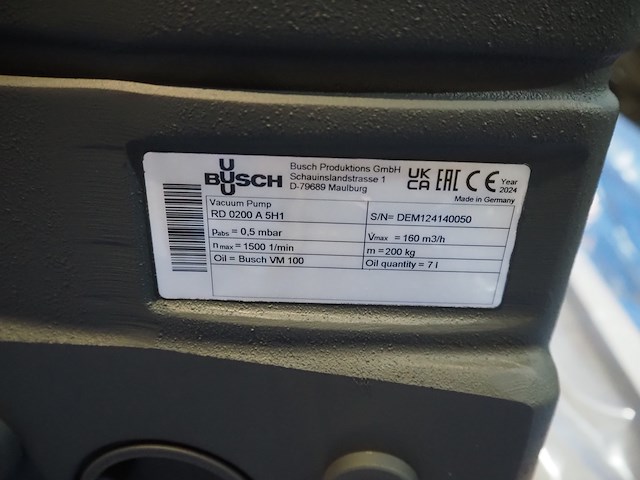 BUSCH
Busch Produktions GmbH
Schauinslandstrasse 1
D-79689 Maulburg
UK CA EAC CE Year 2024
Made in Germany
Vacuum Pump
RD 0200 A 5H1
S/N= DEM124140050
pabs = 0,5 mbar
V̇max = 160 m3/h
nmax = 1500 1/min
m = 200 kg
Oil = Busch VM 100
Oil quantity = 7 l